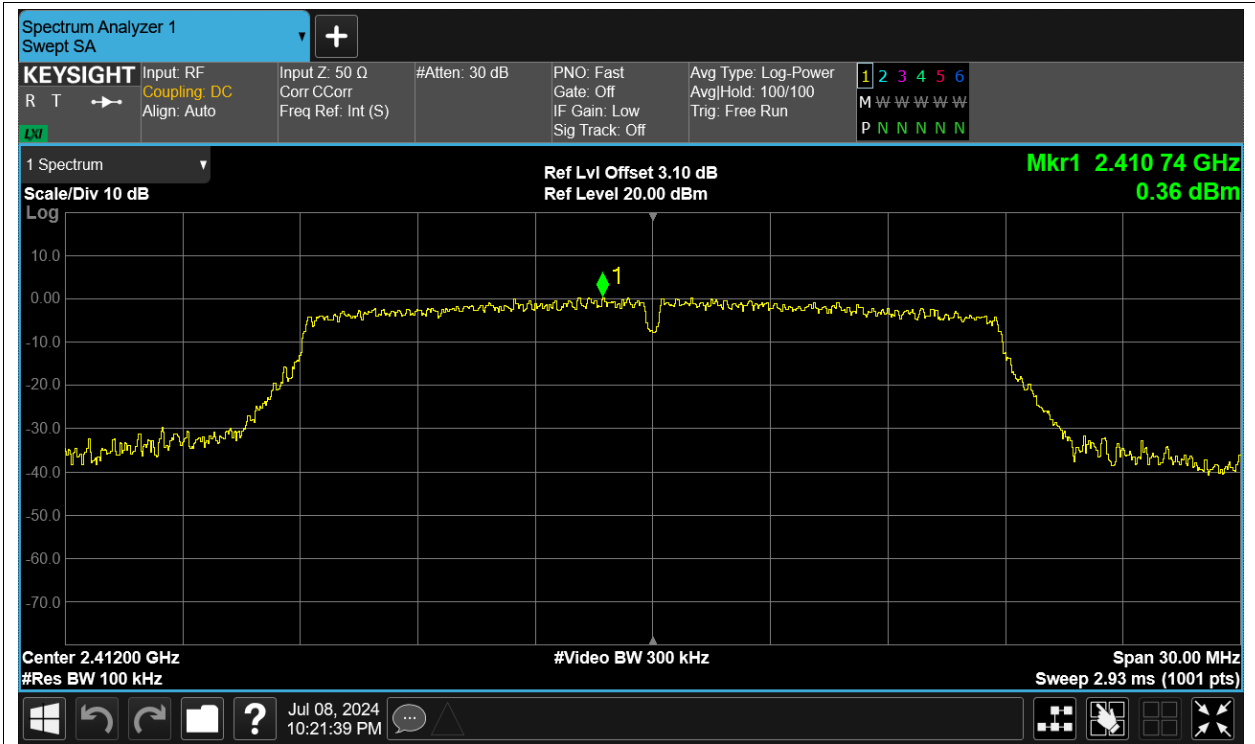 Spectrum Analyzer 1
Swept SA
KEYSIGHT
R T
LXI
Input: RF
Coupling: DC
Align: Auto
Input Z: 50 Ω
Corr CCorr
Freq Ref: Int (S)
#Atten: 30 dB
PNO: Fast
Gate: Off
IF Gain: Low
Sig Track: Off
Avg Type: Log-Power
Avg|Hold: 100/100
Trig: Free Run
1 2 3 4 5 6
M W W W W W
P N N N N N
1 Spectrum
Scale/Div 10 dB
Log
Ref Lvl Offset 3.10 dB
Ref Level 20.00 dBm
Mkr1 2.410 74 GHz
0.36 dBm
1
10.0
0.00
-10.0
-20.0
-30.0
-40.0
-50.0
-60.0
-70.0
Center 2.41200 GHz
#Video BW 300 kHz
Span 30.00 MHz
#Res BW 100 kHz
Sweep 2.93 ms (1001 pts)
?
Jul 08, 2024
10:21:39 PM